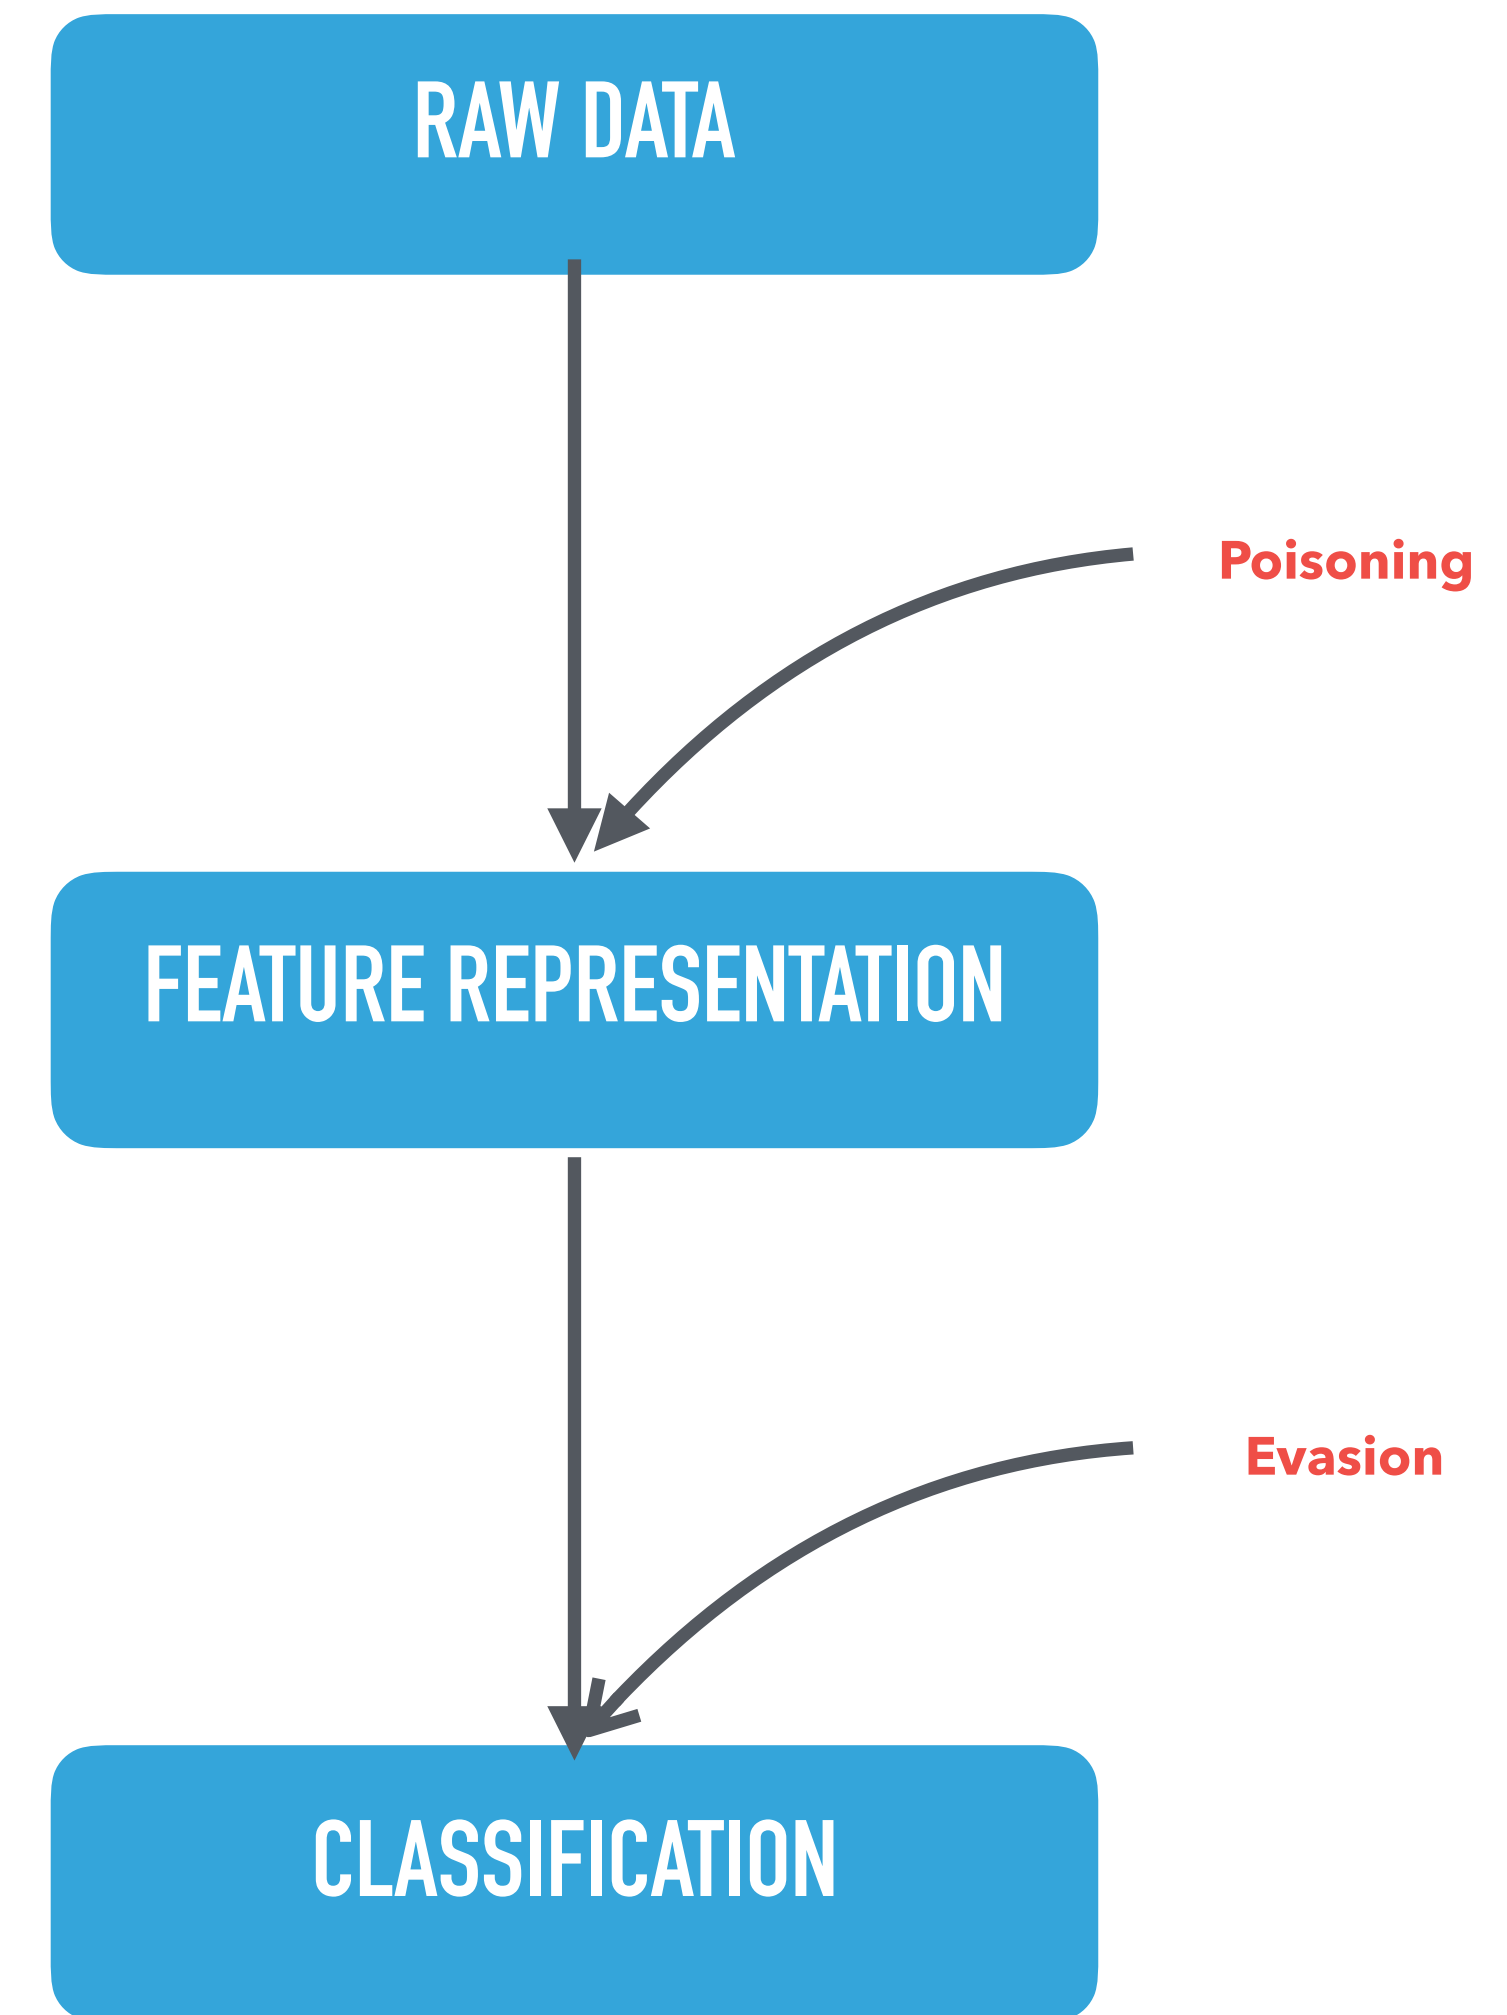 RAW DATA
Poisoning
FEATURE REPRESENTATION
Evasion
CLASSIFICATION